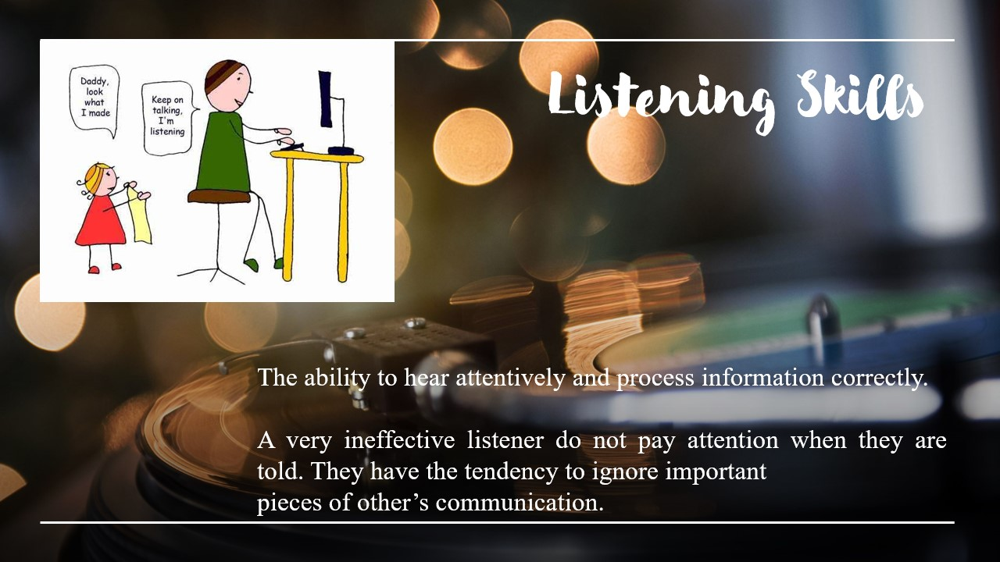 Listening Skills
Daddy,
look
what
I made
Keep on
talking,
I'm
listening
The ability to hear attentively and process information correctly.
A very ineffective listener do not pay attention when they are
told. They have the tendency to ignore important
pieces of other’s communication.